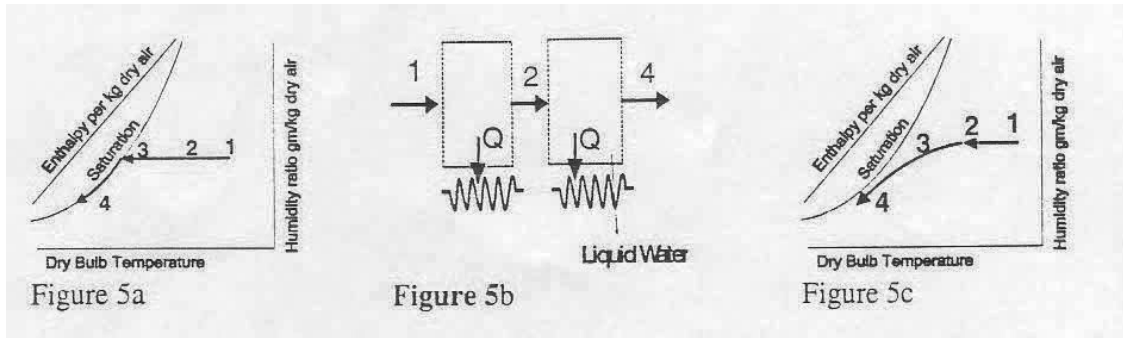 Enthalpy per kg dry air
Saturation
3 2 1
4
Humidity ratio gm/kg dry air
Dry Bulb Temperature
Figure 5a
1 2 4
Q Q
Liquid Water
Figure 5b
Enthalpy per kg dry air
Saturation
3 2 1
4
Humidity ratio gm/kg dry air
Dry Bulb Temperature
Figure 5c